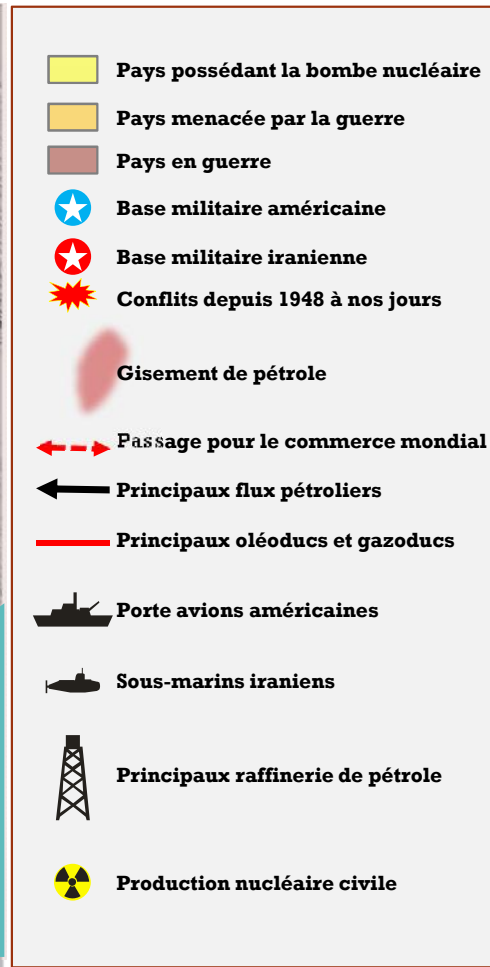 Pays possédant la bombe nucléaire
Pays menacée par la guerre
Pays en guerre
Base militaire américaine
Base militaire iranienne
Conflits depuis 1948 à nos jours
Gisement de pétrole
Passage pour le commerce mondial
Principaux flux pétroliers
Principaux oléoducs et gazoducs
Porte avions américaines
Sous-marins iraniens
Principaux raffinerie de pétrole
Production nucléaire civile